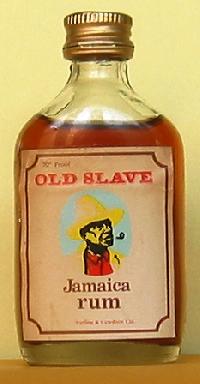 70° Proof
OLD SLAVE
Jamaica
rum